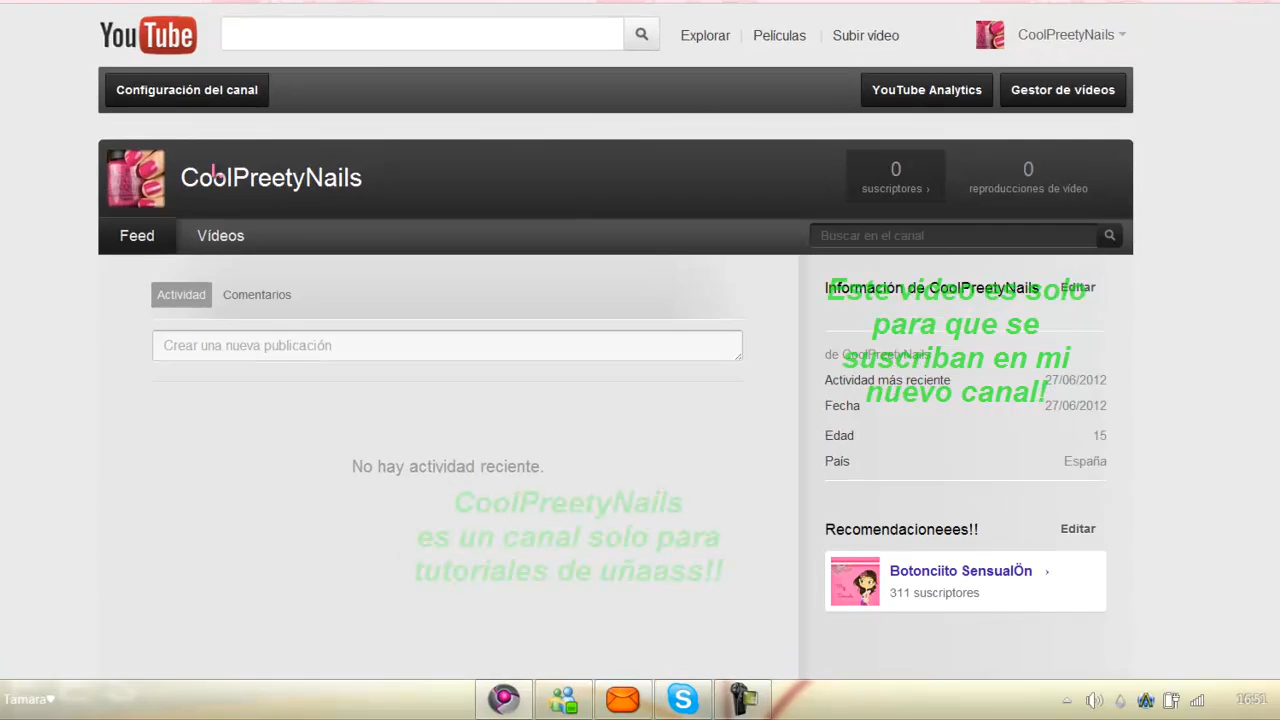 YouTube
Explorar
Películas
Subir vídeo
CoolPreetyNails
Configuración del canal
YouTube Analytics
Gestor de vídeos
CoolPreetyNails
0
suscriptores ›
0
reproducciones de vídeo
Feed
Vídeos
Buscar en el canal
Actividad
Comentarios
Crear una nueva publicación
No hay actividad reciente.
CoolPreetyNails
es un canal solo para
tutoriales de uñaass!!
Información de CoolPreetyNails
Editar
Este video es solo
para que se
suscriban en mi
nuevo canal!
de CoolPreetyNails
Actividad más reciente 27/06/2012
Fecha 27/06/2012
Edad 15
País España
Recomendacioneees!!
Editar
Botonciito SensualÖn ›
311 suscriptores
Tamara♥
16:51